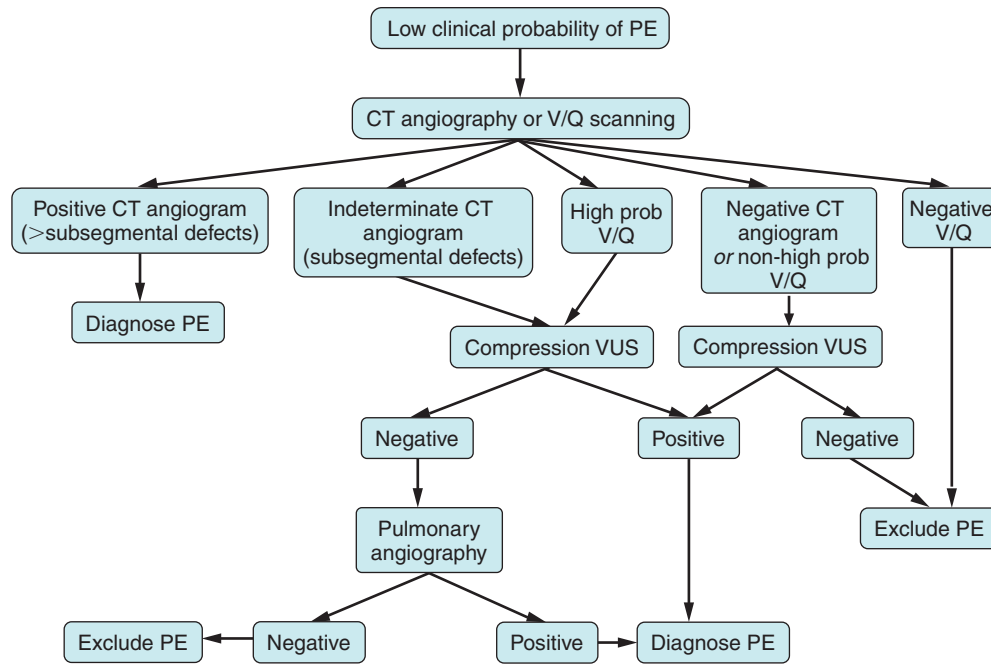 Low clinical probability of PE
CT angiography or V/Q scanning
Positive CT angiogram
(>subsegmental defects)
Indeterminate CT
angiogram
(subsegmental defects)
High prob
V/Q
Negative CT
angiogram
or non-high prob
V/Q
Negative
V/Q
Diagnose PE
Compression VUS
Compression VUS
Negative
Positive
Negative
Pulmonary
angiography
Exclude PE
Exclude PE
Negative
Positive
Diagnose PE